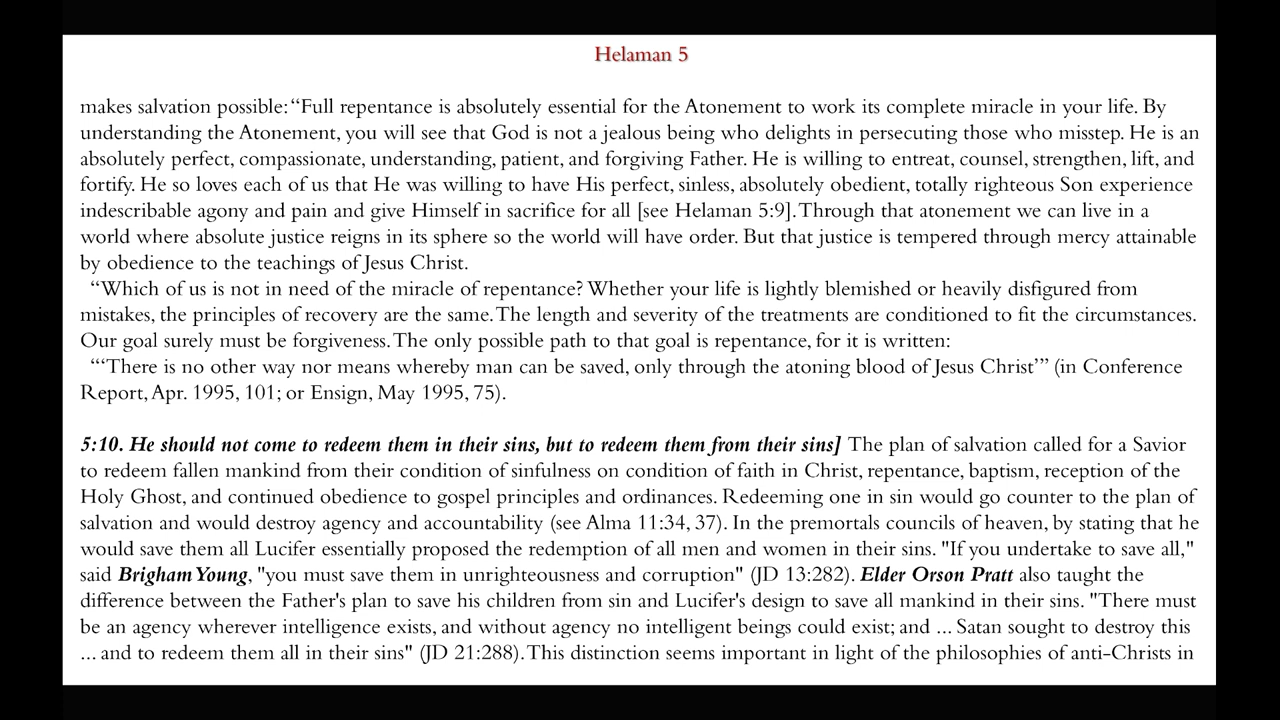 Helaman 5
makes salvation possible: “Full repentance is absolutely essential for the Atonement to work its complete miracle in your life. By
understanding the Atonement, you will see that God is not a jealous being who delights in persecuting those who misstep. He is an
absolutely perfect, compassionate, understanding, patient, and forgiving Father. He is willing to entreat, counsel, strengthen, lift, and
fortify. He so loves each of us that He was willing to have His perfect, sinless, absolutely obedient, totally righteous Son experience
indescribable agony and pain and give Himself in sacrifice for all [see Helaman 5:9]. Through that atonement we can live in a
world where absolute justice reigns in its sphere so the world will have order. But that justice is tempered through mercy attainable
by obedience to the teachings of Jesus Christ.
“Which of us is not in need of the miracle of repentance? Whether your life is lightly blemished or heavily disfigured from
mistakes, the principles of recovery are the same. The length and severity of the treatments are conditioned to fit the circumstances.
Our goal surely must be forgiveness. The only possible path to that goal is repentance, for it is written:
“‘There is no other way nor means whereby man can be saved, only through the atoning blood of Jesus Christ’” (in Conference
Report, Apr. 1995, 101; or Ensign, May 1995, 75).
5:10. He should not come to redeem them in their sins, but to redeem them from their sins] The plan of salvation called for a Savior
to redeem fallen mankind from their condition of sinfulness on condition of faith in Christ, repentance, baptism, reception of the
Holy Ghost, and continued obedience to gospel principles and ordinances. Redeeming one in sin would go counter to the plan of
salvation and would destroy agency and accountability (see Alma 11:34, 37). In the premortals councils of heaven, by stating that he
would save them all Lucifer essentially proposed the redemption of all men and women in their sins. "If you undertake to save all,"
said Brigham Young, "you must save them in unrighteousness and corruption" (JD 13:282). Elder Orson Pratt also taught the
difference between the Father's plan to save his children from sin and Lucifer's design to save all mankind in their sins. "There must
be an agency wherever intelligence exists, and without agency no intelligent beings could exist; and ... Satan sought to destroy this
... and to redeem them all in their sins" (JD 21:288). This distinction seems important in light of the philosophies of anti-Christs in